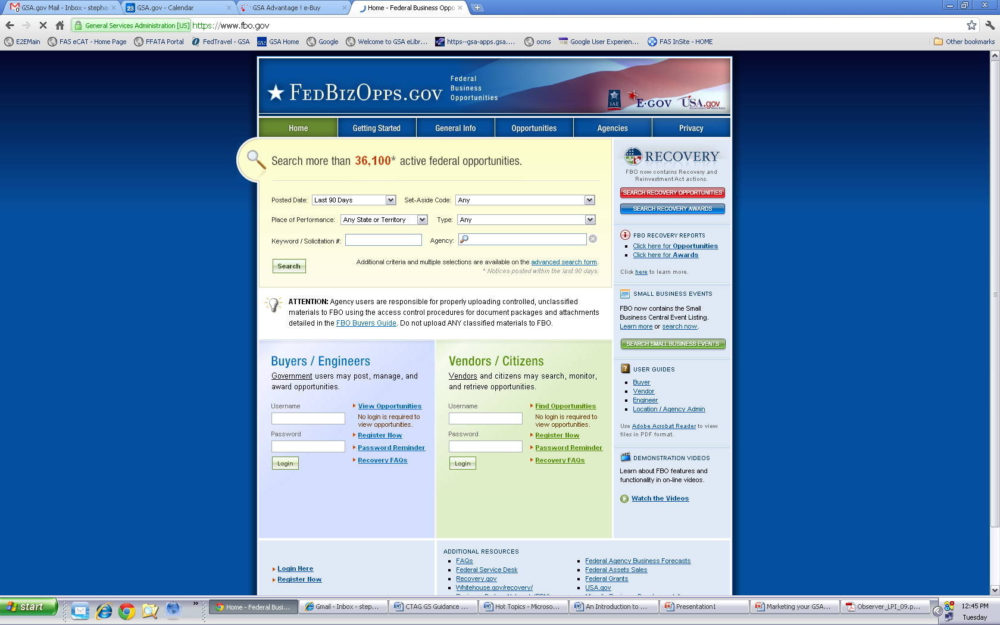 GSA.gov Mail - Inbox - stepha
23 GSA.gov - Calendar
GSA Advantage ! e-Buy
Home - Federal Business Oppo
General Services Administration [US] https://www.fbo.gov
E2EMain FAS eCAT - Home Page FFATA Portal FedTravel - GSA GSA GSA Home Google Welcome to GSA eLibr... https--gsa-apps.gsa.... ocms Google User Experien... FAS InSite - HOME Other bookmarks
FedBizOpps.gov
Federal
Business
Opportunities
IAE E-GOV USA.gov
Home Getting Started General Info Opportunities Agencies Privacy
Search more than 36,100* active federal opportunities.
Posted Date: Last 90 Days Set-Aside Code: Any
Place of Performance: Any State or Territory Type: Any
Keyword / Solicitation #: Agency:
Search
Additional criteria and multiple selections are available on the advanced search form.
* Notices posted within the last 90 days.
ATTENTION: Agency users are responsible for properly uploading controlled, unclassified
materials to FBO using the access control procedures for document packages and attachments
detailed in the FBO Buyers Guide. Do not upload ANY classified materials to FBO.
Buyers / Engineers
Government users may post, manage, and
award opportunities.
Username
Password
Login
View Opportunities
No login is required to
view opportunities.
Register Now
Password Reminder
Recovery FAQs
Vendors / Citizens
Vendors and citizens may search, monitor,
and retrieve opportunities.
Username
Password
Login
Find Opportunities
No login is required to
view opportunities.
Register Now
Password Reminder
Recovery FAQs
RECOVERY
FBO now contains Recovery and
Reinvestment Act actions.
SEARCH RECOVERY OPPORTUNITIES
SEARCH RECOVERY AWARDS
FBO RECOVERY REPORTS
Click here for Opportunities
Click here for Awards
Click here to learn more.
SMALL BUSINESS EVENTS
FBO now contains the Small
Business Central Event Listing.
Learn more or search now.
SEARCH SMALL BUSINESS EVENTS
USER GUIDES
Buyer
Vendor
Engineer
Location / Agency Admin
Use Adobe Acrobat Reader to view
files in PDF format.
DEMONSTRATION VIDEOS
Learn about FBO features and
functionality in on-line videos.
Watch the Videos
Login Here
Register Now
ADDITIONAL RESOURCES
FAQs
Federal Service Desk
Recovery.gov
Whitehouse.gov/recovery/
Federal Agency Business Forecasts
Federal Assets Sales
Federal Grants
USA.gov
start
Home - Federal Busi...
Gmail - Inbox - step...
CTAG GS Guidance ...
Hot Topics - Microso...
An Introduction to ...
Presentation1
Marketing your GSA...
Observer_LPI_09.p...
12:45 PM
Tuesday